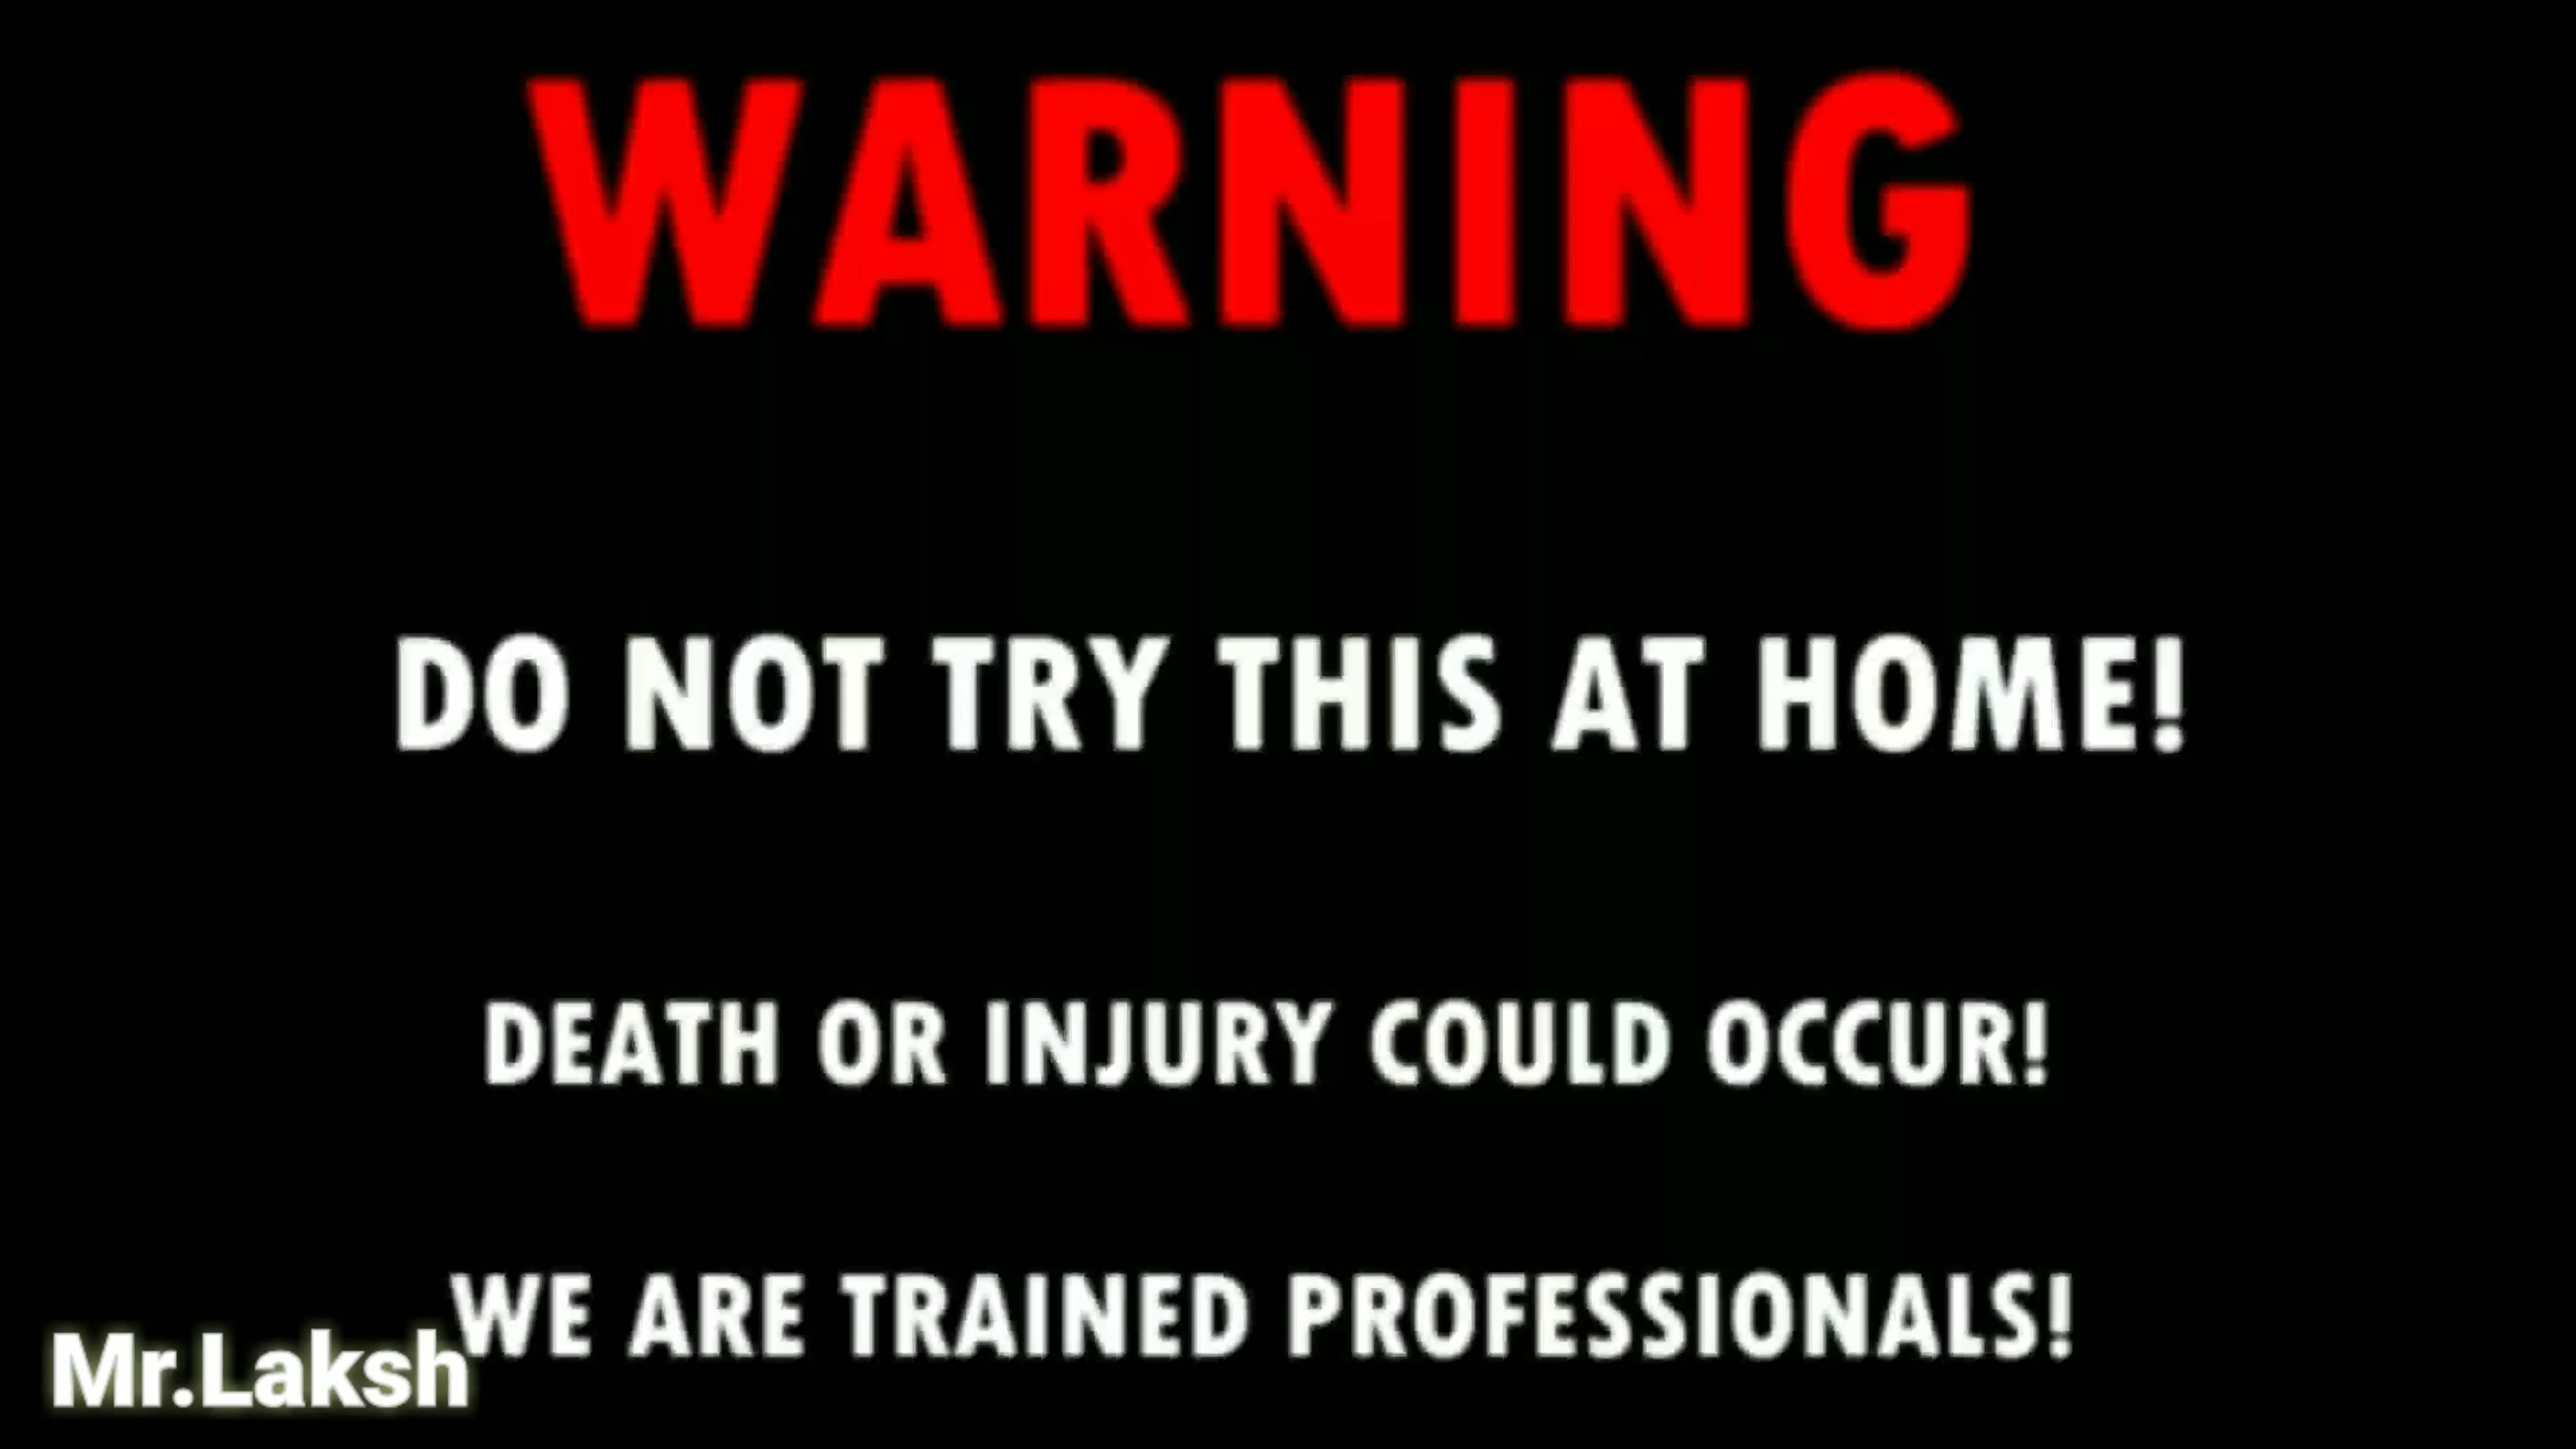 WARNING
DO NOT TRY THIS AT HOME!
DEATH OR INJURY COULD OCCUR!
WE ARE TRAINED PROFESSIONALS!
Mr.Laksh